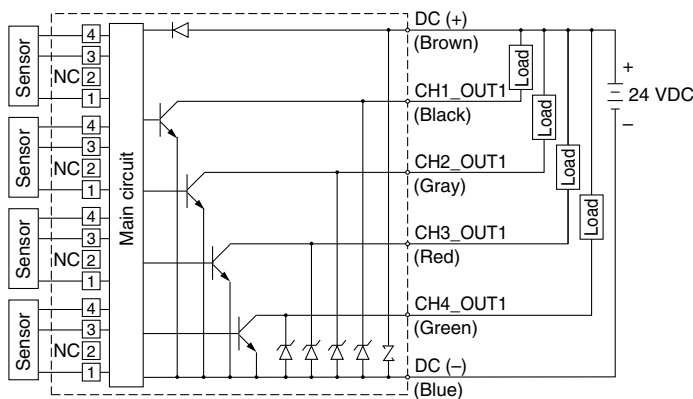 Sensor
4
3
NC 2
1
Sensor
4
3
NC 2
1
Sensor
4
3
NC 2
1
Sensor
4
3
NC 2
1
Main circuit
DC (+)
(Brown)
CH1_OUT1
(Black)
CH2_OUT1
(Gray)
CH3_OUT1
(Red)
CH4_OUT1
(Green)
DC (–)
(Blue)
Load
Load
Load
Load
+
24 VDC
–